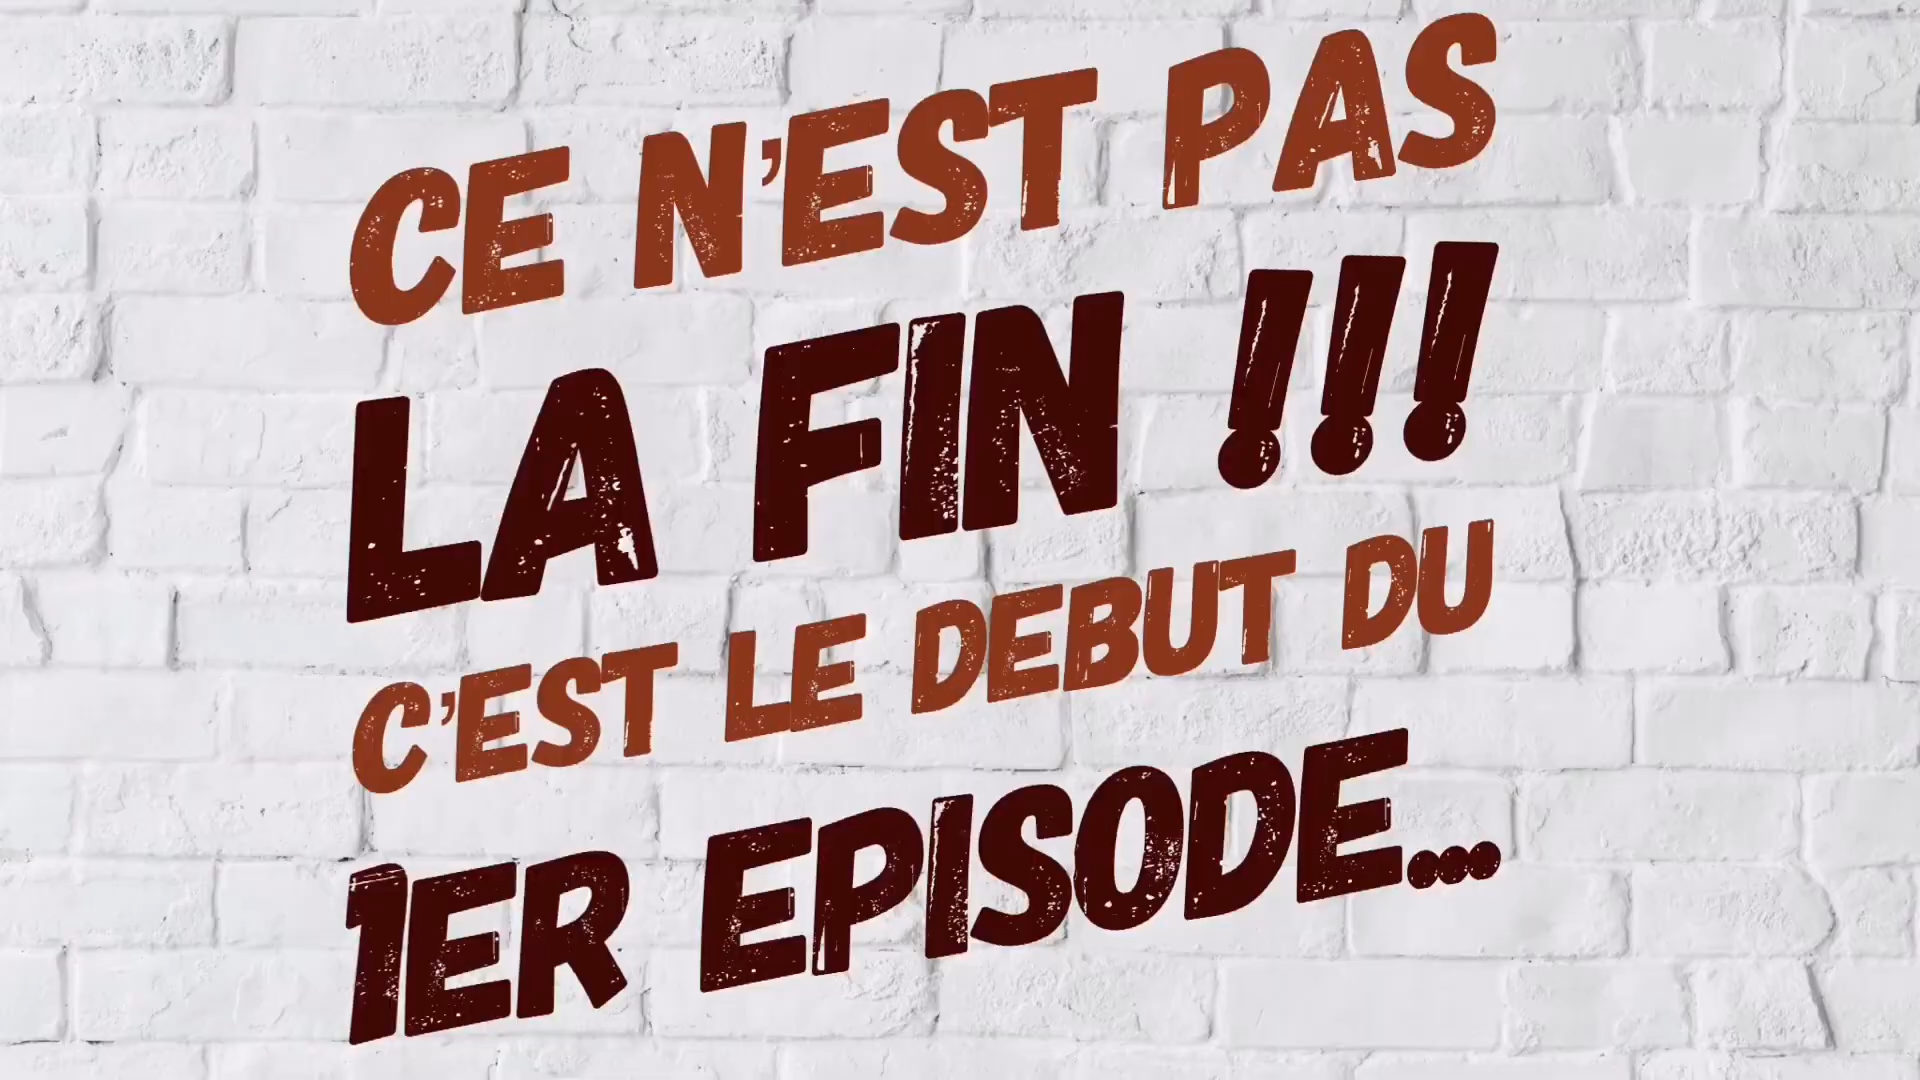 CE N'EST PAS
LA FIN !!!
C'EST LE DEBUT DU
1ER EPISODE...